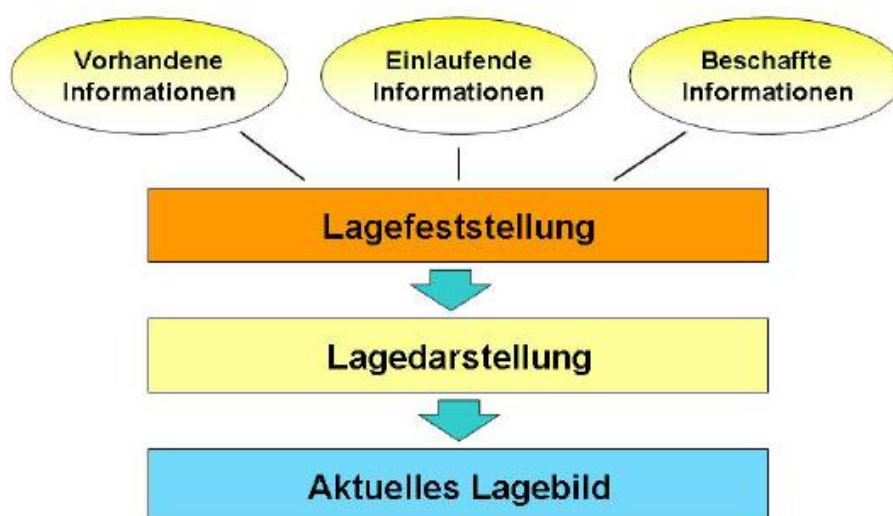 Vorhandene
Informationen
Einlaufende
Informationen
Beschaffte
Informationen
Lagefeststellung
Lagedarstellung
Aktuelles Lagebild